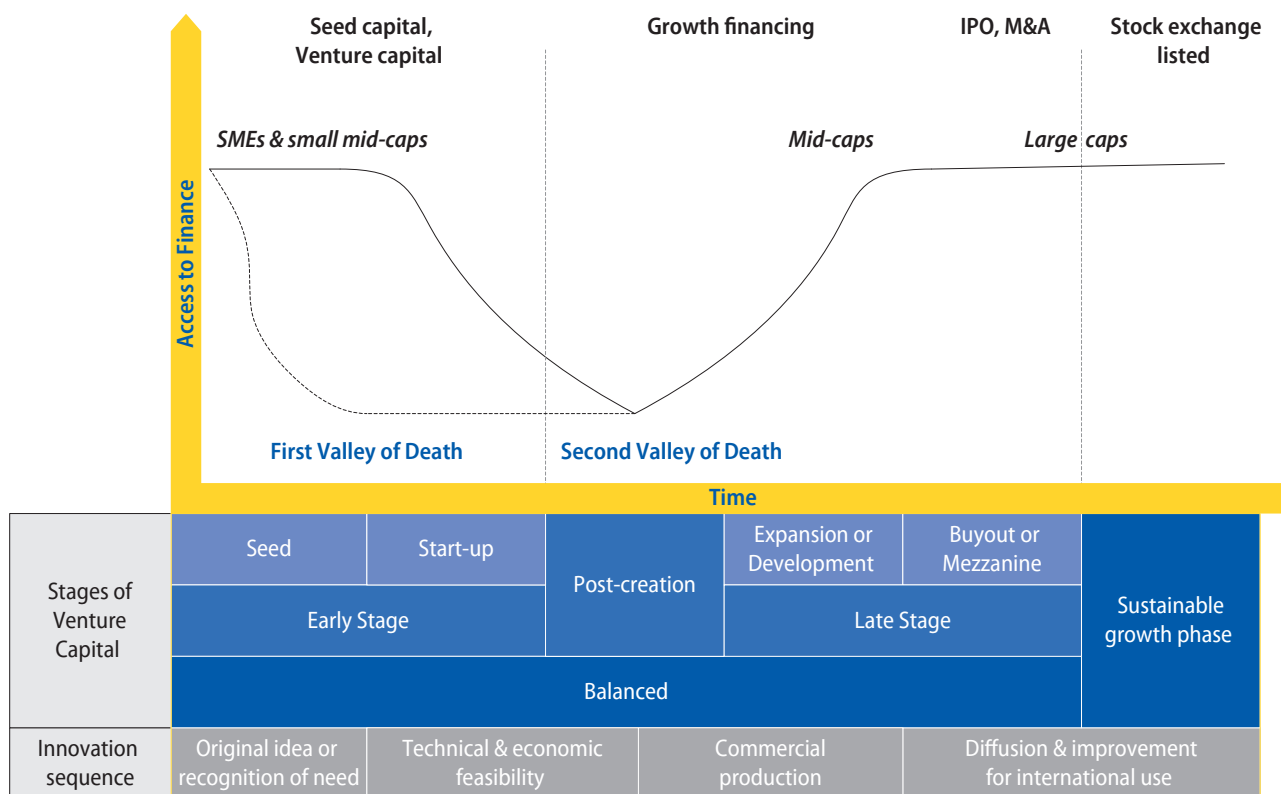 Seed capital,
Venture capital
Growth financing
IPO, M&A
Stock exchange
listed
SMEs & small mid-caps
Mid-caps
Large caps
Access to Finance
First Valley of Death
Second Valley of Death
Time
Stages of
Venture
Capital
Seed
Start-up
Post-creation
Expansion or
Development
Buyout or
Mezzanine
Early Stage
Late Stage
Sustainable
growth phase
Balanced
Innovation
sequence
Original idea or
recognition of need
Technical & economic
feasibility
Commercial
production
Diffusion & improvement
for international use